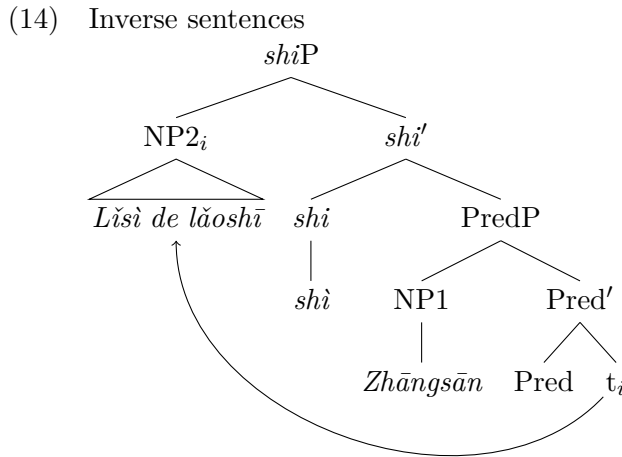 (14) Inverse sentences
shiP
NP2i shi′
Lǐsì de lǎoshī shi PredP
shì NP1 Pred′
Zhāngsān Pred ti